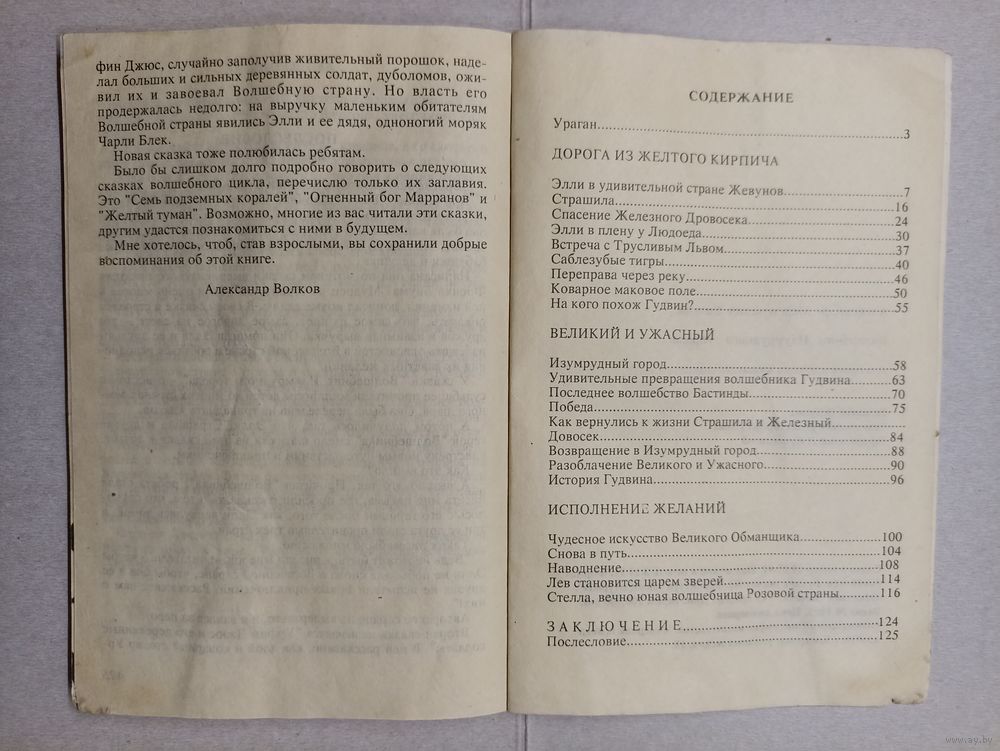 фин Джюс, случайно заполучив живительный порошок, наде-
лал больших и сильных деревянных солдат, дуболомов, ожи-
вил их и завоевал Волшебную страну. Но власть его
продержалась недолго: на выручку маленьким обитателям
Волшебной страны явились Элли и ее дядя, одноногий моряк
Чарли Блек.
Новая сказка тоже полюбилась ребятам.
Было бы слишком долго подробно говорить о следующих
сказках волшебного цикла, перечислю только их заглавия.
Это "Семь подземных коралей", "Огненный бог Марранов" и
"Желтый туман". Возможно, многие из вас читали эти сказки,
другим удастся познакомиться с ними в будущем.
Мне хотелось, чтоб, став взрослыми, вы сохранили добрые
воспоминания об этой книге.
Александр Волков
СОДЕРЖАНИЕ
Ураган...3
ДОРОГА ИЗ ЖЕЛТОГО КИРПИЧА
Элли в удивительной стране Жевунов...7
Страшила...16
Спасение Железного Дровосека...24
Элли в плену у Людоеда...30
Встреча с Трусливым Львом...37
Саблезубые тигры...40
Переправа через реку...46
Коварное маковое поле...50
На кого похож Гудвин?...55
ВЕЛИКИЙ И УЖАСНЫЙ
Изумрудный город...58
Удивительные превращения волшебника Гудвина...63
Последнее волшебство Бастинды...70
Победа...75
Как вернулись к жизни Страшила и Железный...
Довосек...84
Возвращение в Изумрудный город...88
Разоблачение Великого и Ужасного...90
История Гудвина...96
ИСПОЛНЕНИЕ ЖЕЛАНИЙ
Чудесное искусство Великого Обманщика...100
Снова в путь...104
Наводнение...108
Лев становится царем зверей...114
Стелла, вечно юная волшебница Розовой страны...116
ЗАКЛЮЧЕНИЕ...124
Послесловие...125
www.ay.by